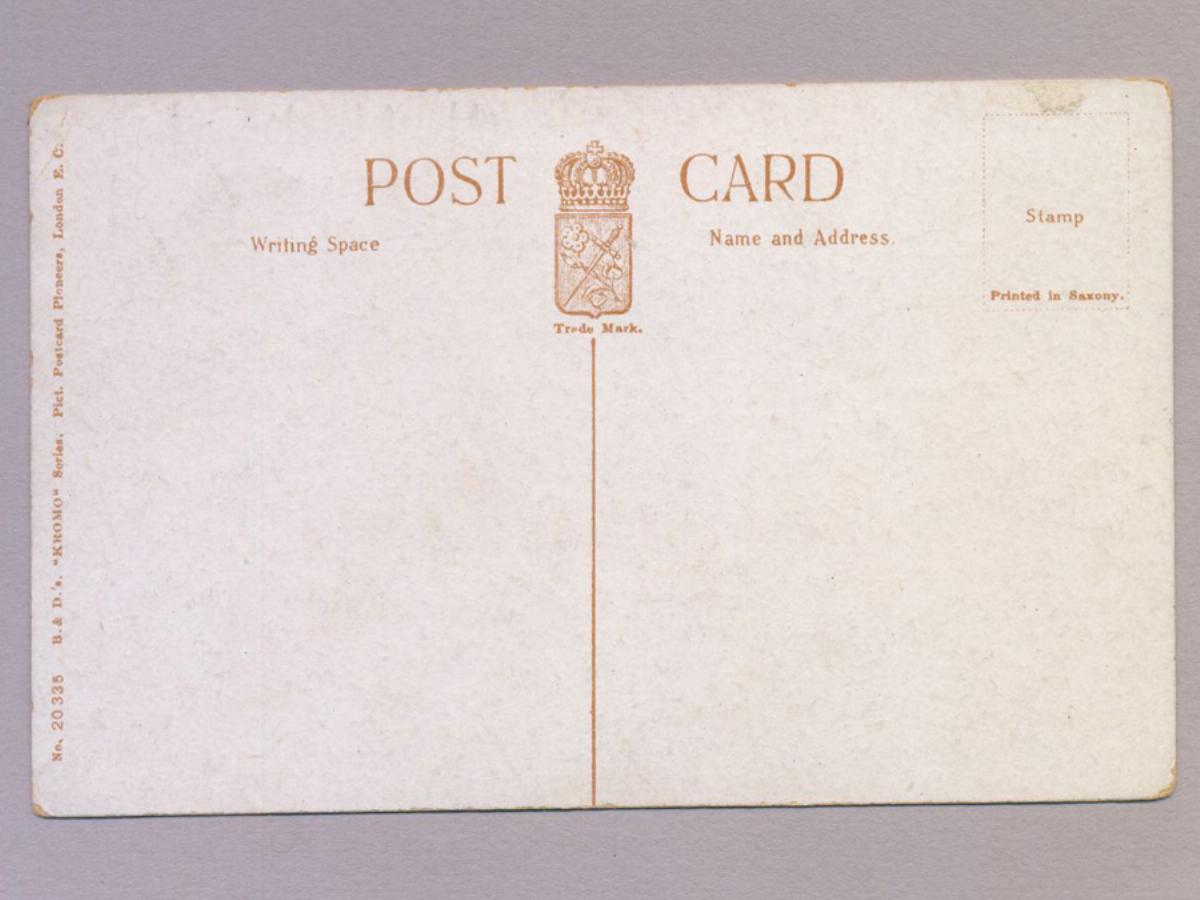 POST CARD
Writing Space
Name and Address.
Stamp
Printed in Saxony.
Trade Mark.
No. 20335 B. & D.'s. "KROMO" Series. Pict. Postcard Pioneers, London E. C.